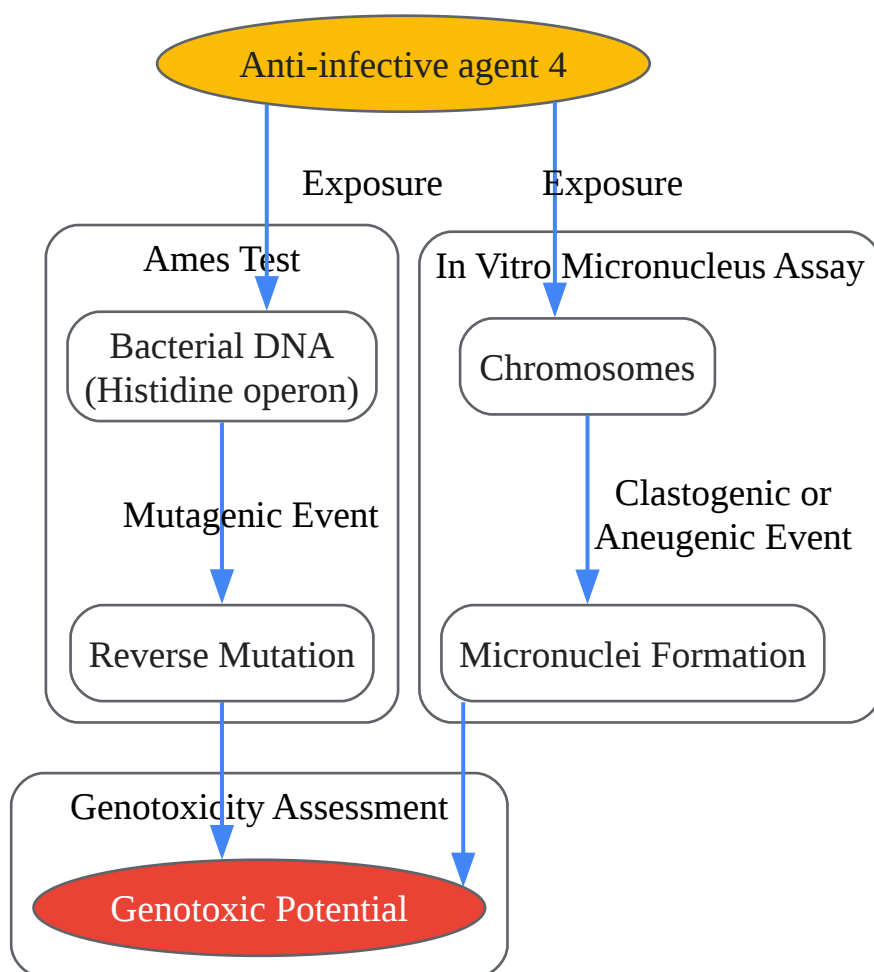 Anti-infective agent 4
Exposure
Exposure
Ames Test
In Vitro Micronucleus Assay
Bacterial DNA
(Histidine operon)
Chromosomes
Mutagenic Event
Clastogenic or
Aneugenic Event
Reverse Mutation
Micronuclei Formation
Genotoxicity Assessment
Genotoxic Potential